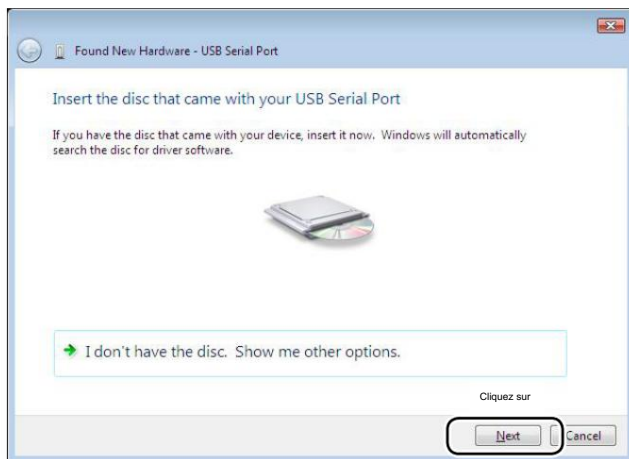 Found New Hardware - USB Serial Port
Insert the disc that came with your USB Serial Port
If you have the disc that came with your device, insert it now. Windows will automatically
search the disc for driver software.
I don't have the disc. Show me other options.
Cliquez sur
Next
Cancel